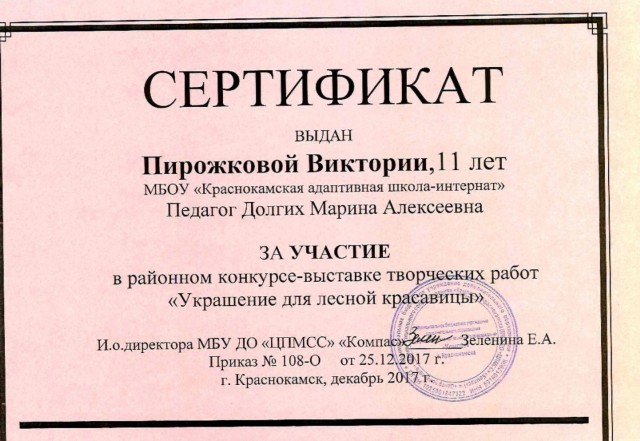 СЕРТИФИКАТ
ВЫДАН
Пирожковой Виктории,11 лет
МБОУ «Краснокамская адаптивная школа-интернат»
Педагог Долгих Марина Алексеевна
ЗА УЧАСТИЕ
в районном конкурсе-выставке творческих работ
«Украшение для лесной красавицы»
И.о.директора МБУ ДО «ЦПМСС» «Компас» Зеленина Е.А.
Приказ № 108-О от 25.12.2017 г.
г. Краснокамск, декабрь 2017 г.